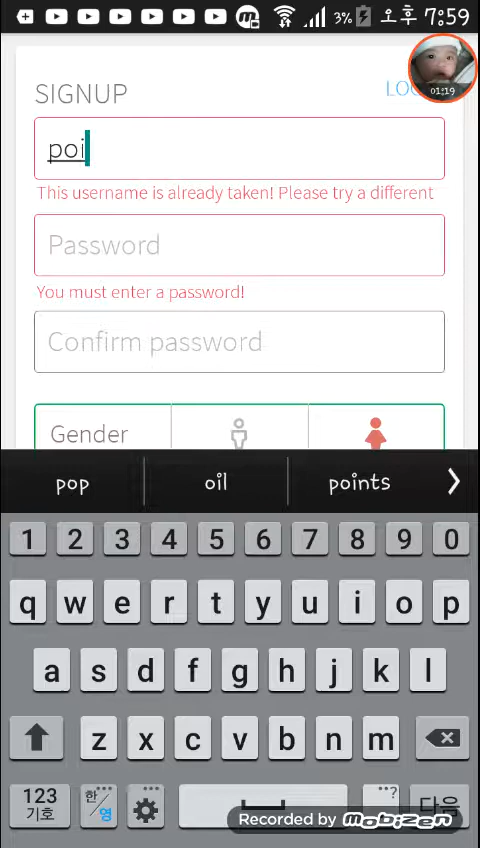 3% 오후 7:59
SIGNUP
01:19
poi
This username is already taken! Please try a different
Password
You must enter a password!
Confirm password
Gender
pop oil points
1 2 3 4 5 6 7 8 9 0
q w e r t y u i o p
a s d f g h j k l
z x c v b n m
123 한/영 .,?
기호 다음
Recorded by mobizen